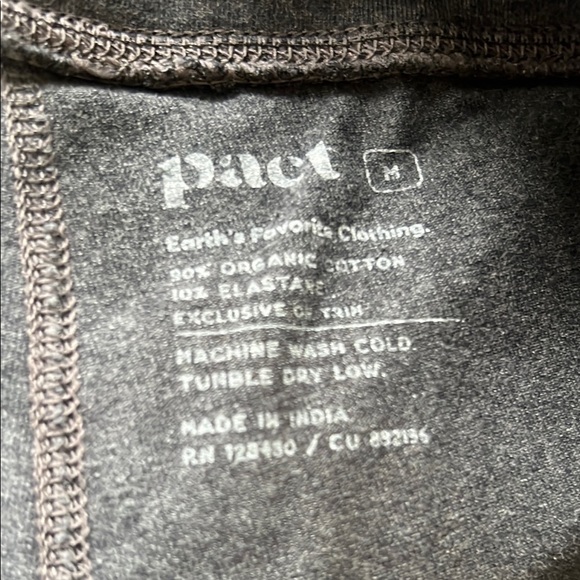 pact M
Earth's Favorite Clothing.
90% ORGANIC COTTON
10% ELASTANE
EXCLUSIVE OF TRIM
MACHINE WASH COLD.
TUMBLE DRY LOW.
MADE IN INDIA
RN 128430 / CU 892196